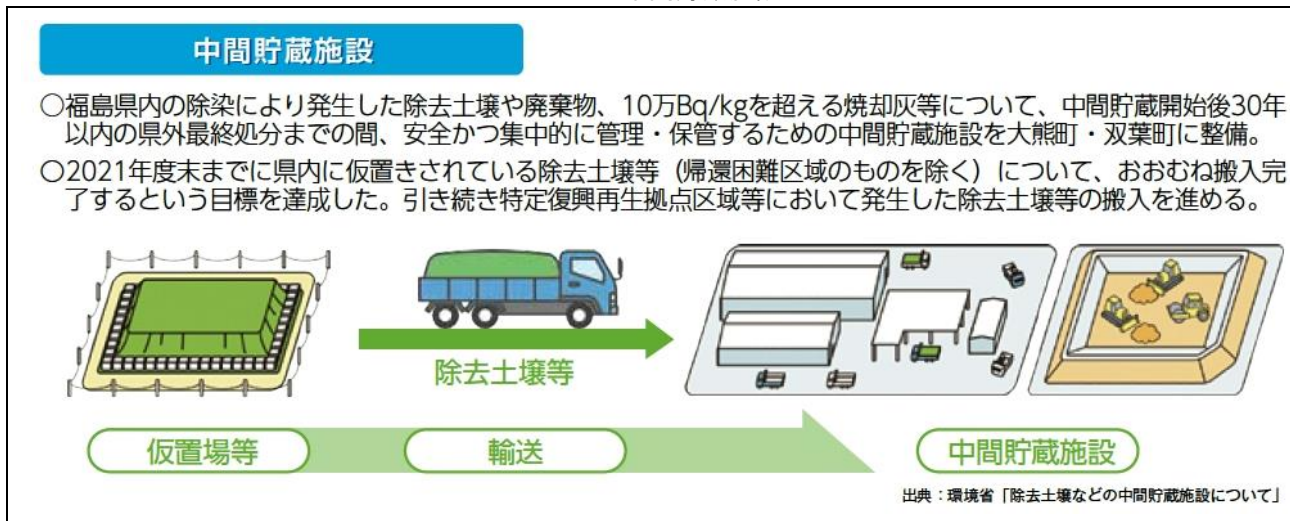 中間貯蔵施設
○福島県内の除染により発生した除去土壌や廃棄物、10万Bq/kgを超える焼却灰等について、中間貯蔵開始後30年
以内の県外最終処分までの間、安全かつ集中的に管理・保管するための中間貯蔵施設を大熊町・双葉町に整備。
○2021年度末までに県内に仮置きされている除去土壌等（帰還困難区域のものを除く）について、おおむね搬入完
了するという目標を達成した。引き続き特定復興再生拠点区域等において発生した除去土壌等の搬入を進める。
除去土壌等
仮置場等
輸送
中間貯蔵施設
出典：環境省「除去土壌などの中間貯蔵施設について」